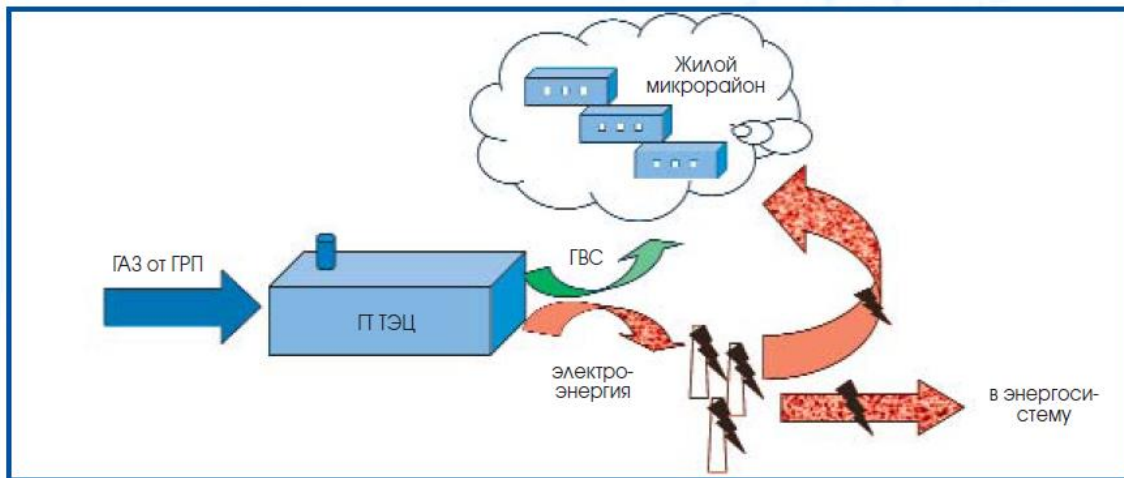 Жилой
микрорайон
ГАЗ от ГРП
ГВС
ГТ ТЭЦ
электро-
энергия
в энергоси-
стему